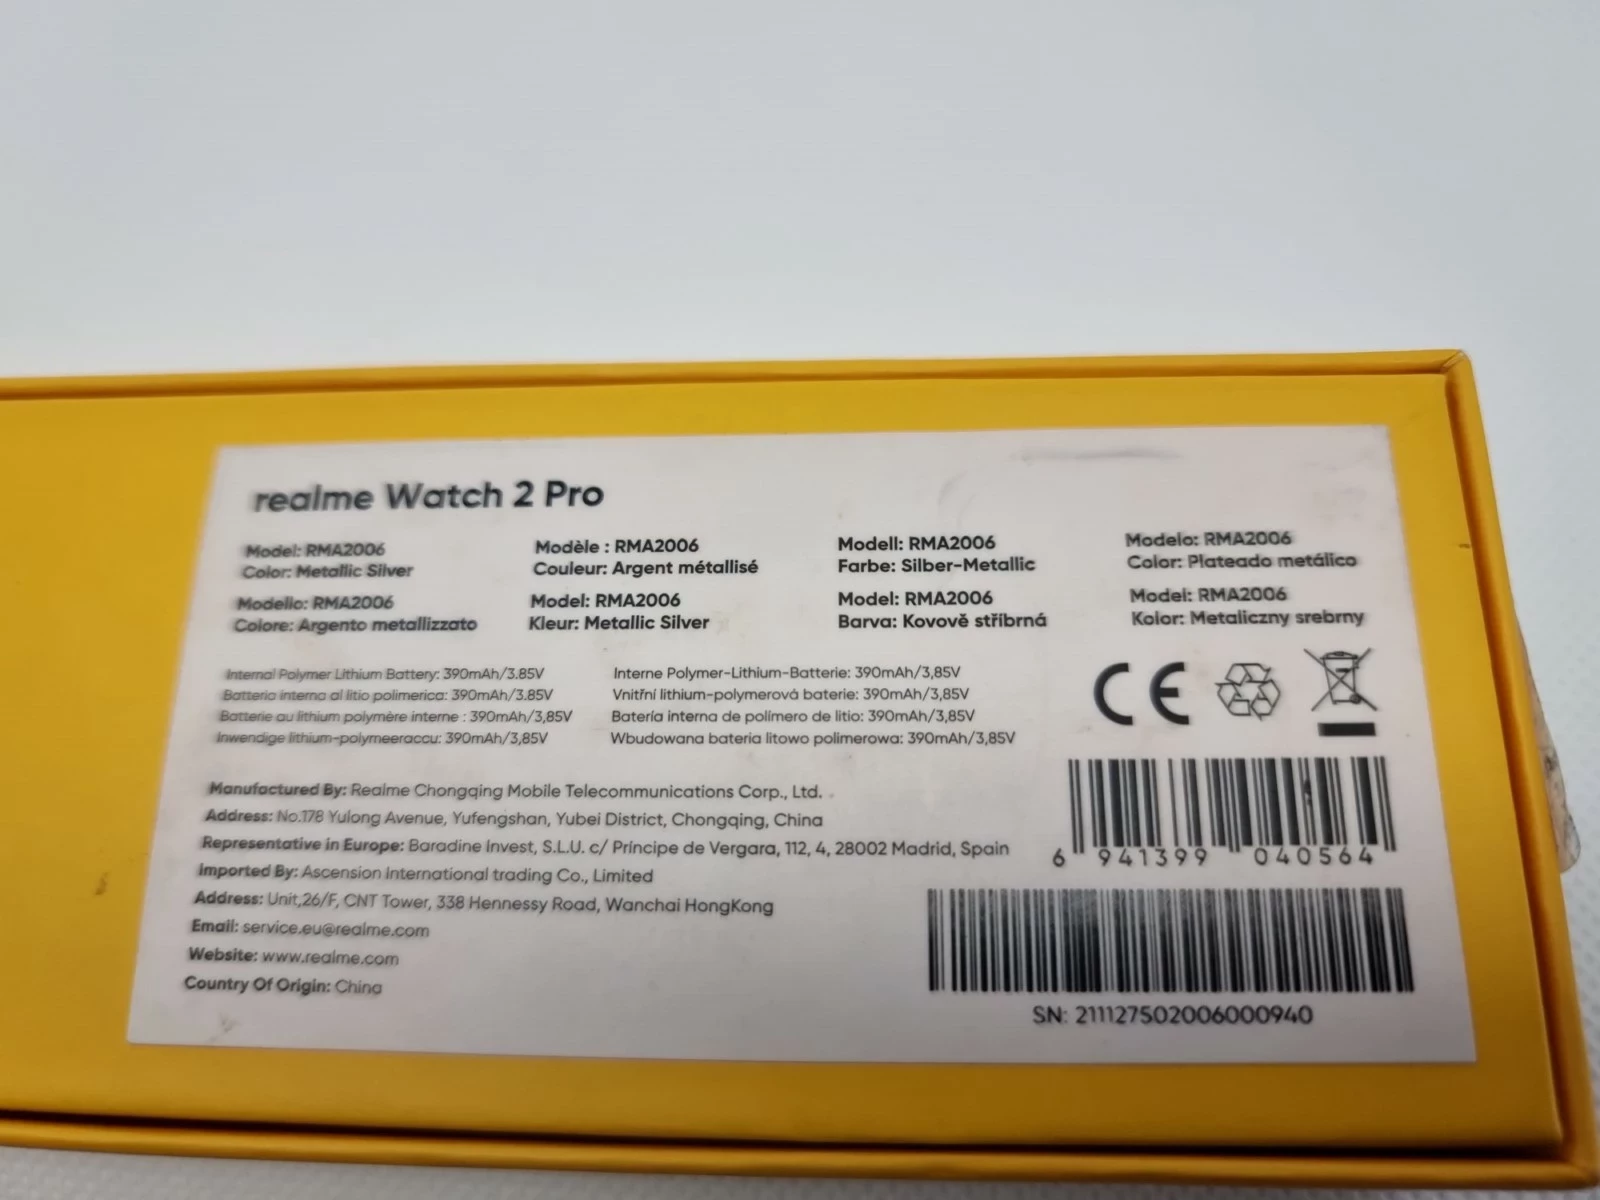 realme Watch 2 Pro
Model: RMA2006
Color: Metallic Silver
Modèle : RMA2006
Couleur: Argent métallisé
Modell: RMA2006
Farbe: Silber-Metallic
Modelo: RMA2006
Color: Plateado metálico
Modello: RMA2006
Colore: Argento metallizzato
Model: RMA2006
Kleur: Metallic Silver
Model: RMA2006
Barva: Kovově stříbrná
Model: RMA2006
Kolor: Metaliczny srebrny
Internal Polymer Lithium Battery: 390mAh/3.85V
Batteria interna al litio polimerica: 390mAh/3.85V
Batterie au lithium polymère interne : 390mAh/3,85V
Inwendige lithium-polymeeraccu: 390mAh/3,85V
Interne Polymer-Lithium-Batterie: 390mAh/3,85V
Vnitřní lithium-polymerová baterie: 390mAh/3,85V
Batería interna de polímero de litio: 390mAh/3,85V
Wbudowana bateria litowo polimerowa: 390mAh/3,85V
CE
Manufactured By: Realme Chongqing Mobile Telecommunications Corp., Ltd.
Address: No.178 Yulong Avenue, Yufengshan, Yubei District, Chongqing, China
Representative in Europe: Baradine Invest, S.L.U. c/ Príncipe de Vergara, 112, 4, 28002 Madrid, Spain
Imported By: Ascension International trading Co., Limited
Address: Unit,26/F, CNT Tower, 338 Hennessy Road, Wanchai HongKong
Email: service.eu@realme.com
Website: www.realme.com
Country Of Origin: China
6 941399 040564
SN: 211127502006000940